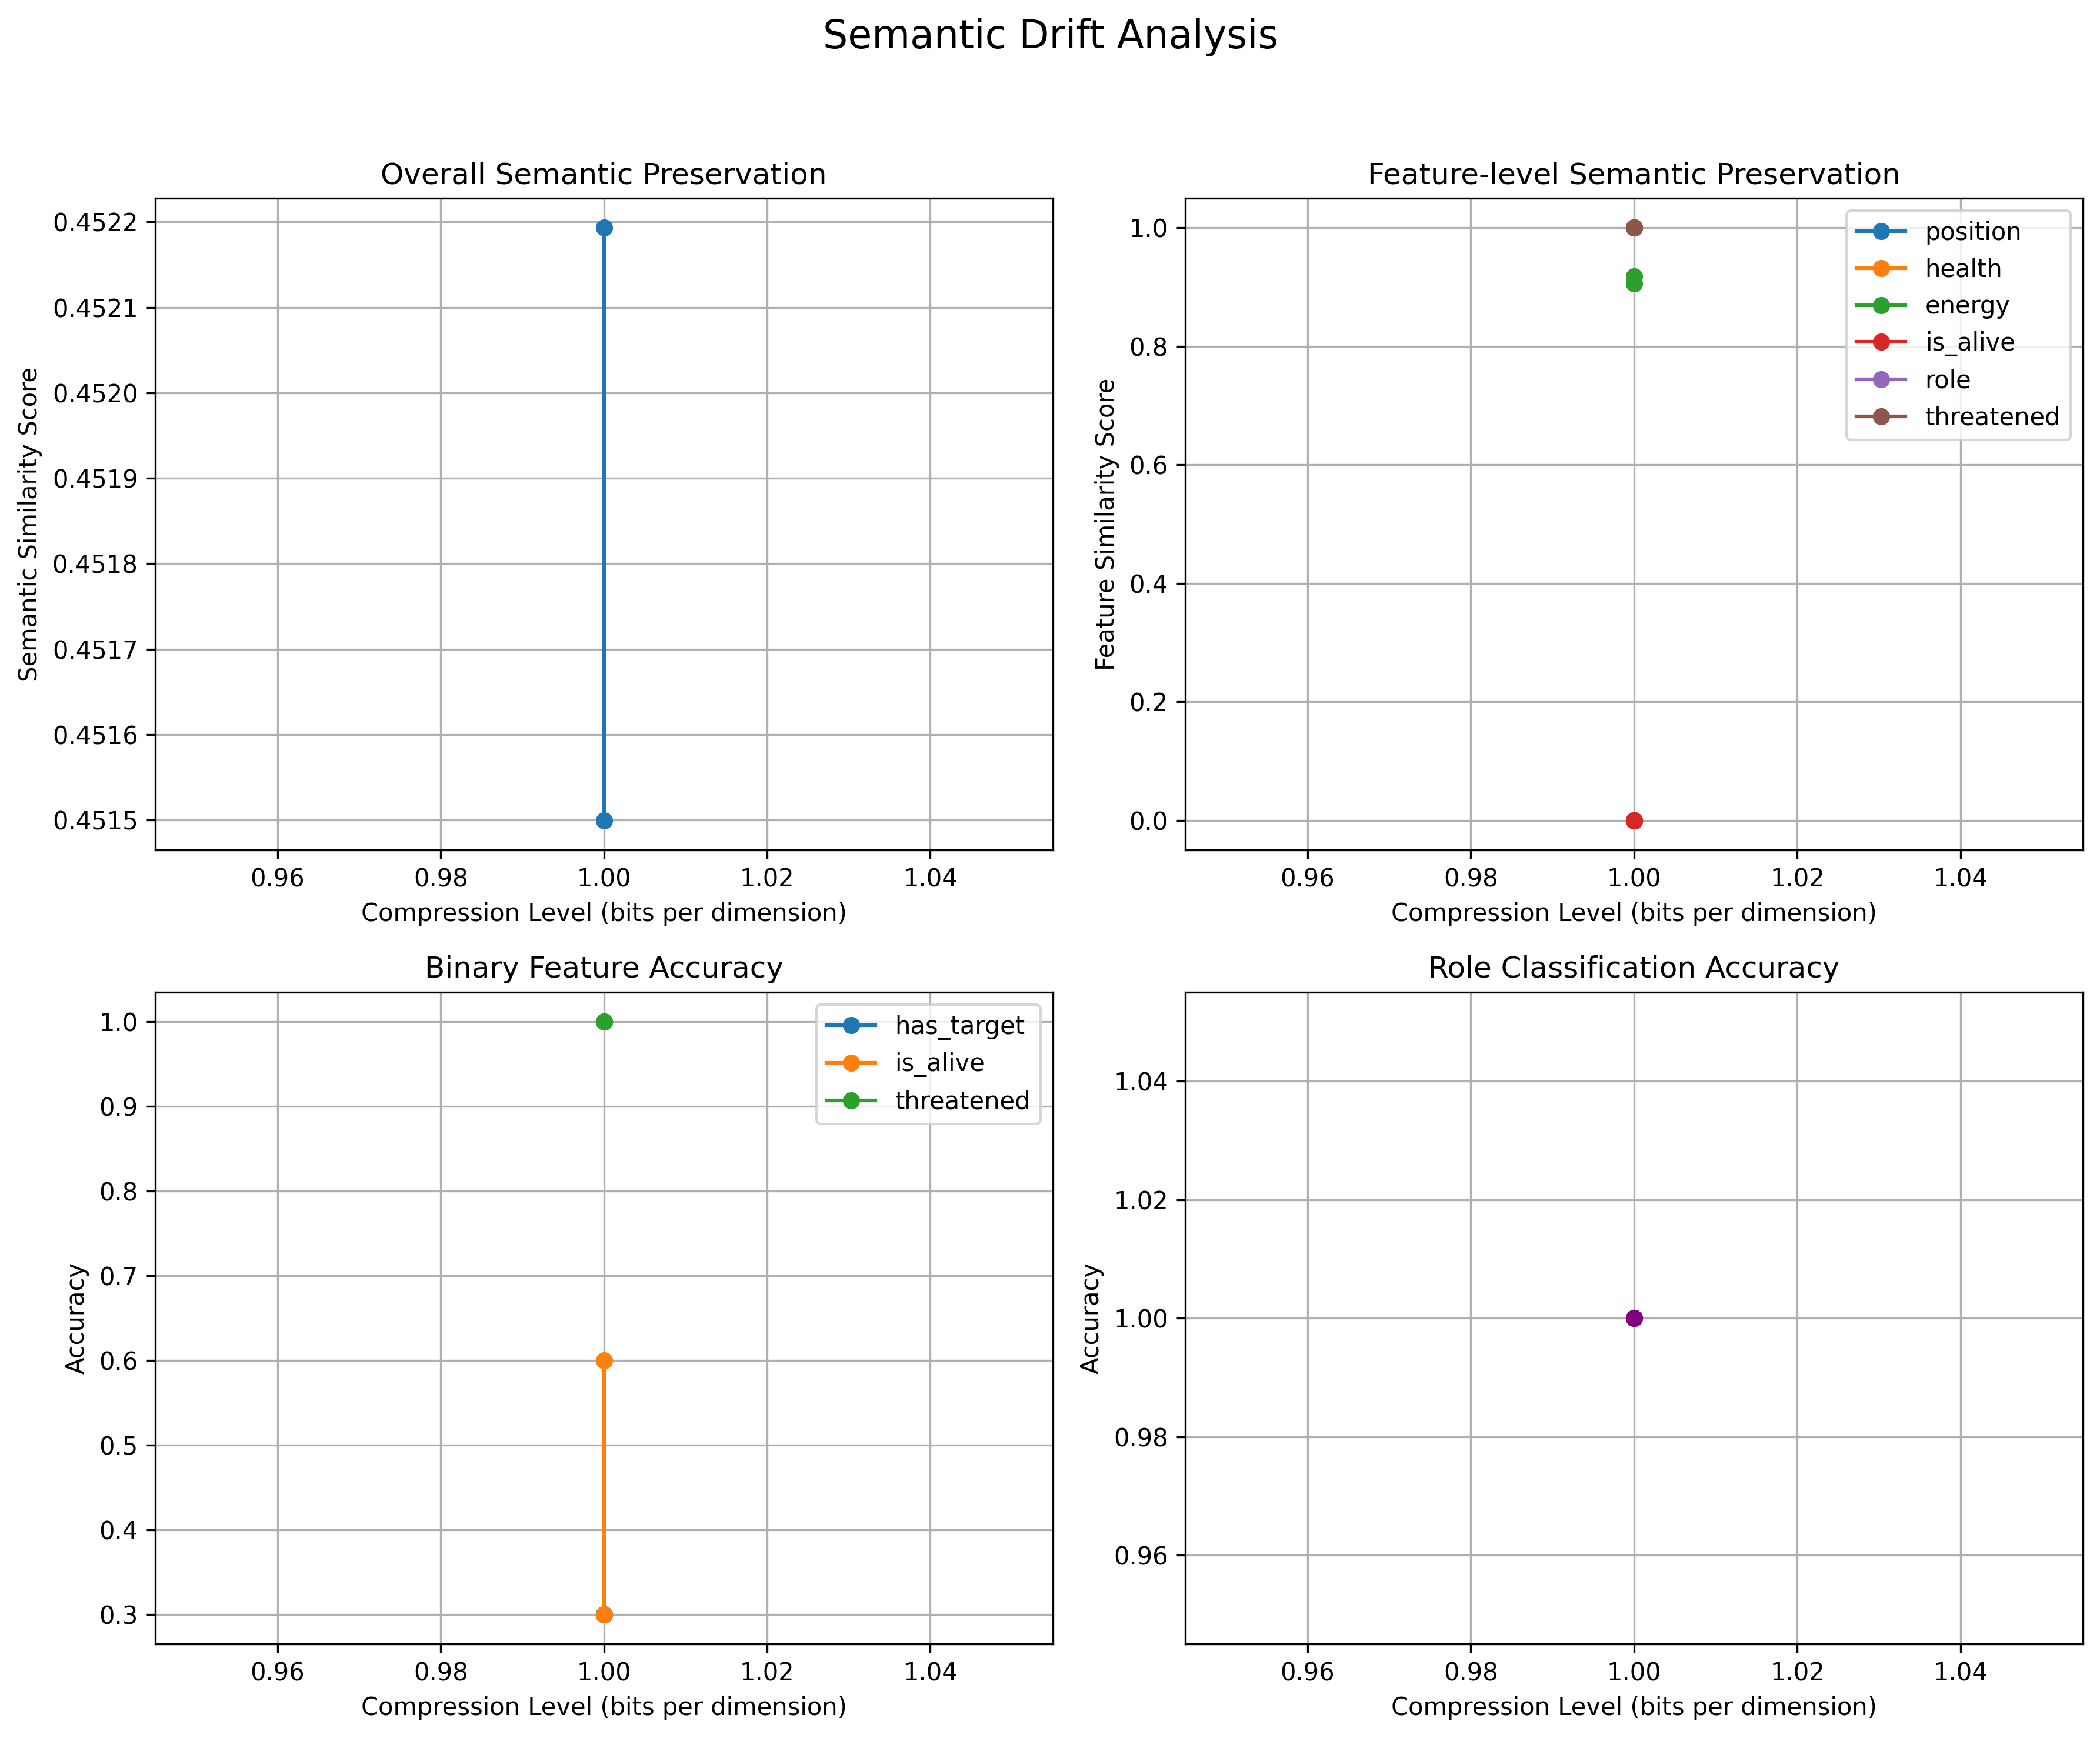 Semantic Drift Analysis
Overall Semantic Preservation
Semantic Similarity Score
0.4522
0.4521
0.4520
0.4519
0.4518
0.4517
0.4516
0.4515
0.96
0.98
1.00
1.02
1.04
Compression Level (bits per dimension)
Feature-level Semantic Preservation
Feature Similarity Score
1.0
0.8
0.6
0.4
0.2
0.0
position
health
energy
is_alive
role
threatened
0.96
0.98
1.00
1.02
1.04
Compression Level (bits per dimension)
Binary Feature Accuracy
Accuracy
1.0
0.9
0.8
0.7
0.6
0.5
0.4
0.3
has_target
is_alive
threatened
0.96
0.98
1.00
1.02
1.04
Compression Level (bits per dimension)
Role Classification Accuracy
Accuracy
1.04
1.02
1.00
0.98
0.96
0.96
0.98
1.00
1.02
1.04
Compression Level (bits per dimension)